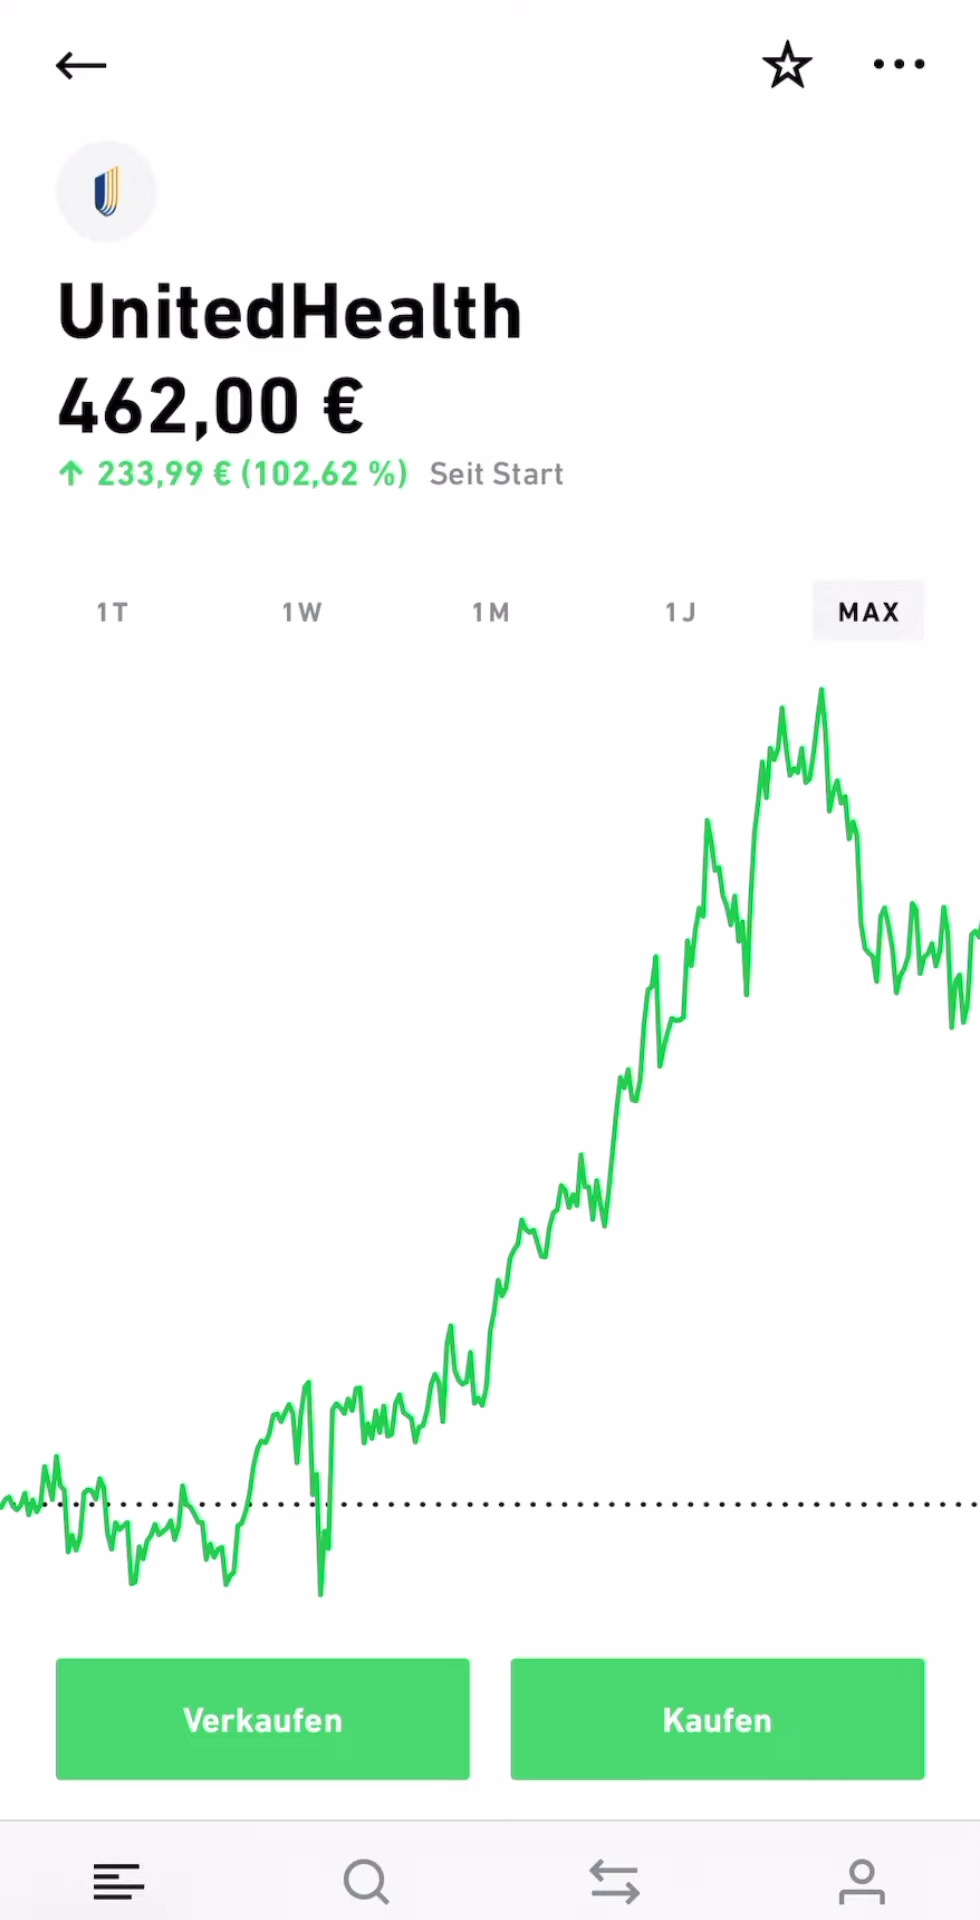 UnitedHealth
462,00 €
↑ 233,99 € (102,62 %) Seit Start
1T 1W 1M 1J MAX
Verkaufen Kaufen